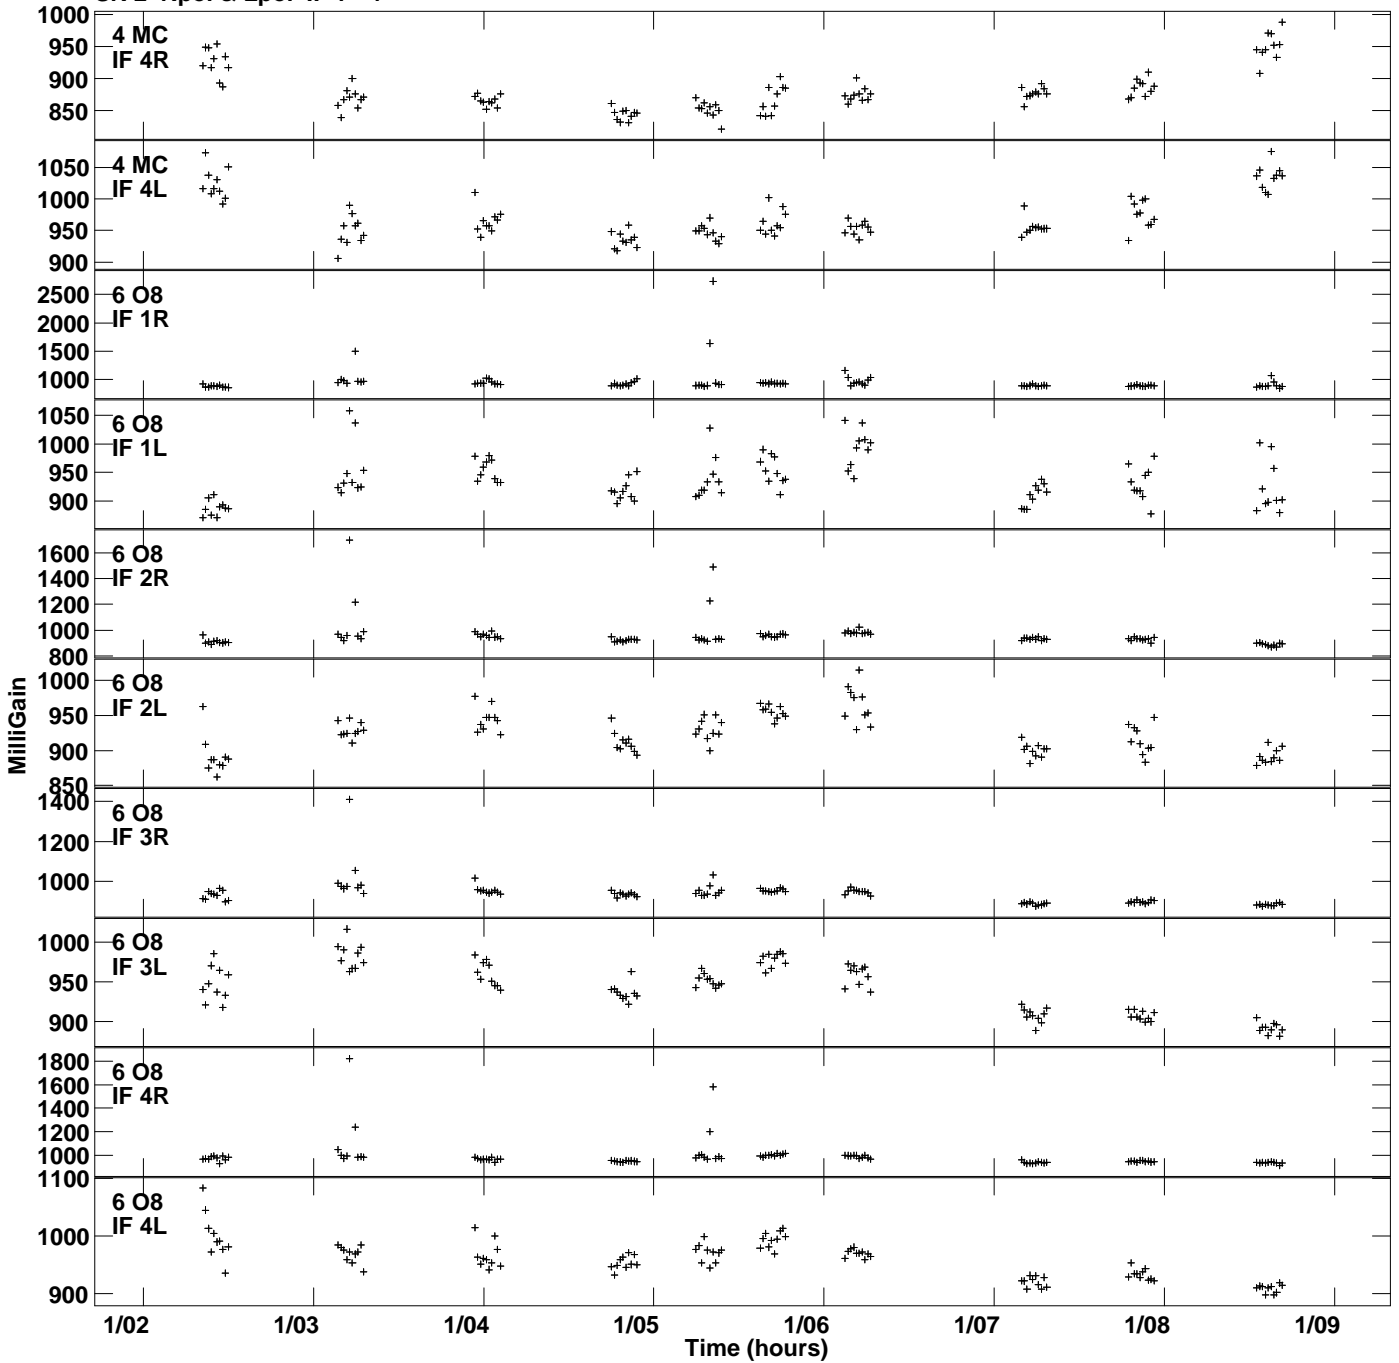 4 MC
IF 4R
1000
950
900
850
4 MC
IF 4L
1050
1000
950
900
6 O8
IF 1R
2500
2000
1500
1000
6 O8
IF 1L
1050
1000
950
900
6 O8
IF 2R
1600
1400
1200
1000
800
6 O8
IF 2L
1000
950
900
850
MilliGain
6 O8
IF 3R
1400
1200
1000
6 O8
IF 3L
1000
950
900
6 O8
IF 4R
1800
1600
1400
1200
1000
6 O8
IF 4L
1100
1000
900
1/02 1/03 1/04 1/05 1/06 1/07 1/08 1/09
Time (hours)